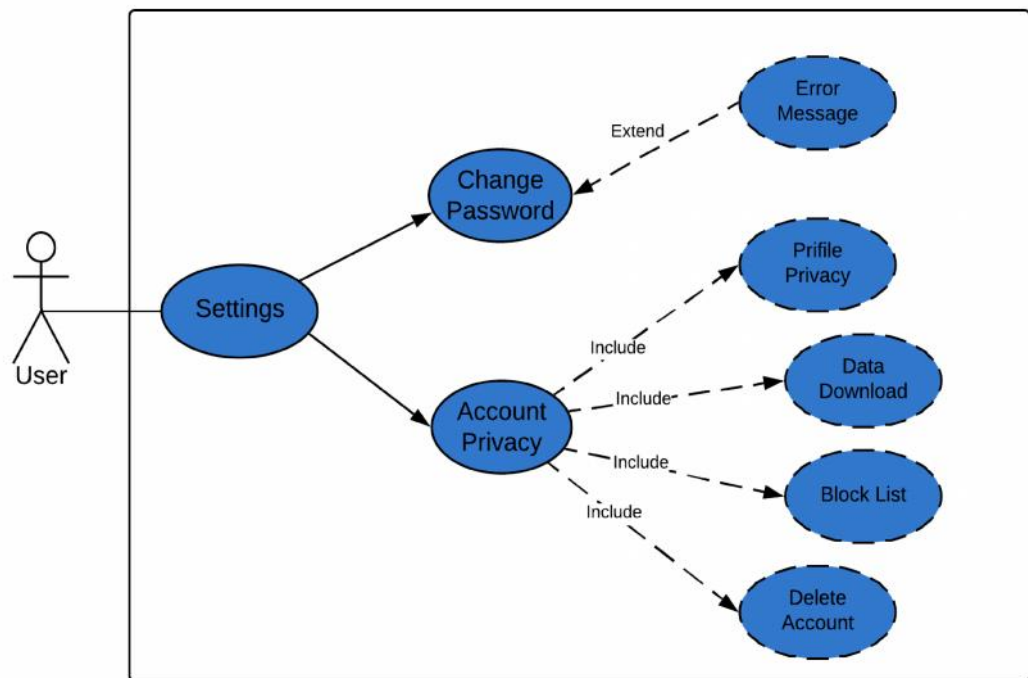 Error
Message
Extend
Change
Password
Prifile
Privacy
Settings
Include
Data
Download
User
Include
Account
Privacy
Include
Block List
Include
Delete
Account